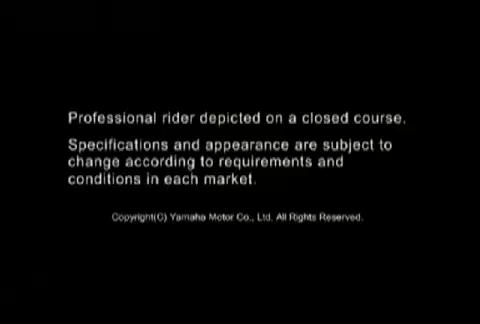 Professional rider depicted on a closed course.
Specifications and appearance are subject to
change according to requirements and
conditions in each market.
Copyright(C) Yamaha Motor Co., Ltd. All Rights Reserved.